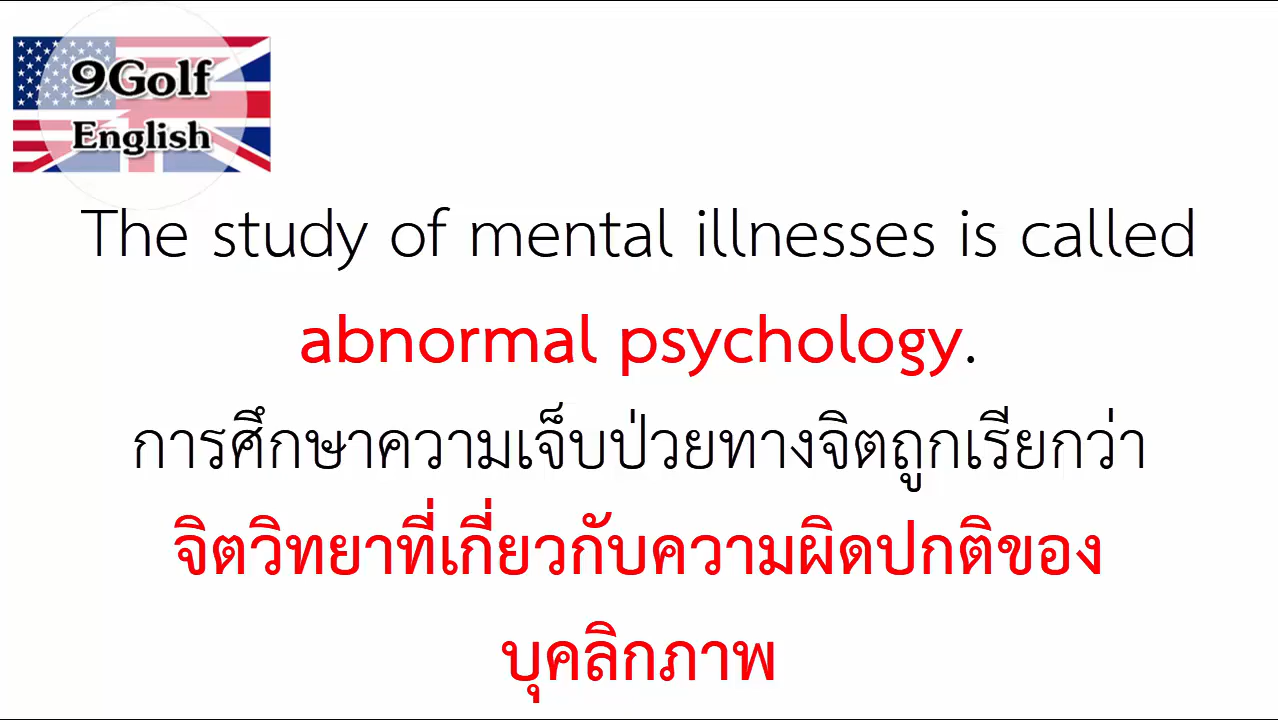 9Golf
English
The study of mental illnesses is called
abnormal psychology.
การศึกษาความเจ็บป่วยทางจิตถูกเรียกว่า
จิตวิทยาที่เกี่ยวกับความผิดปกติของ
บุคลิกภาพ